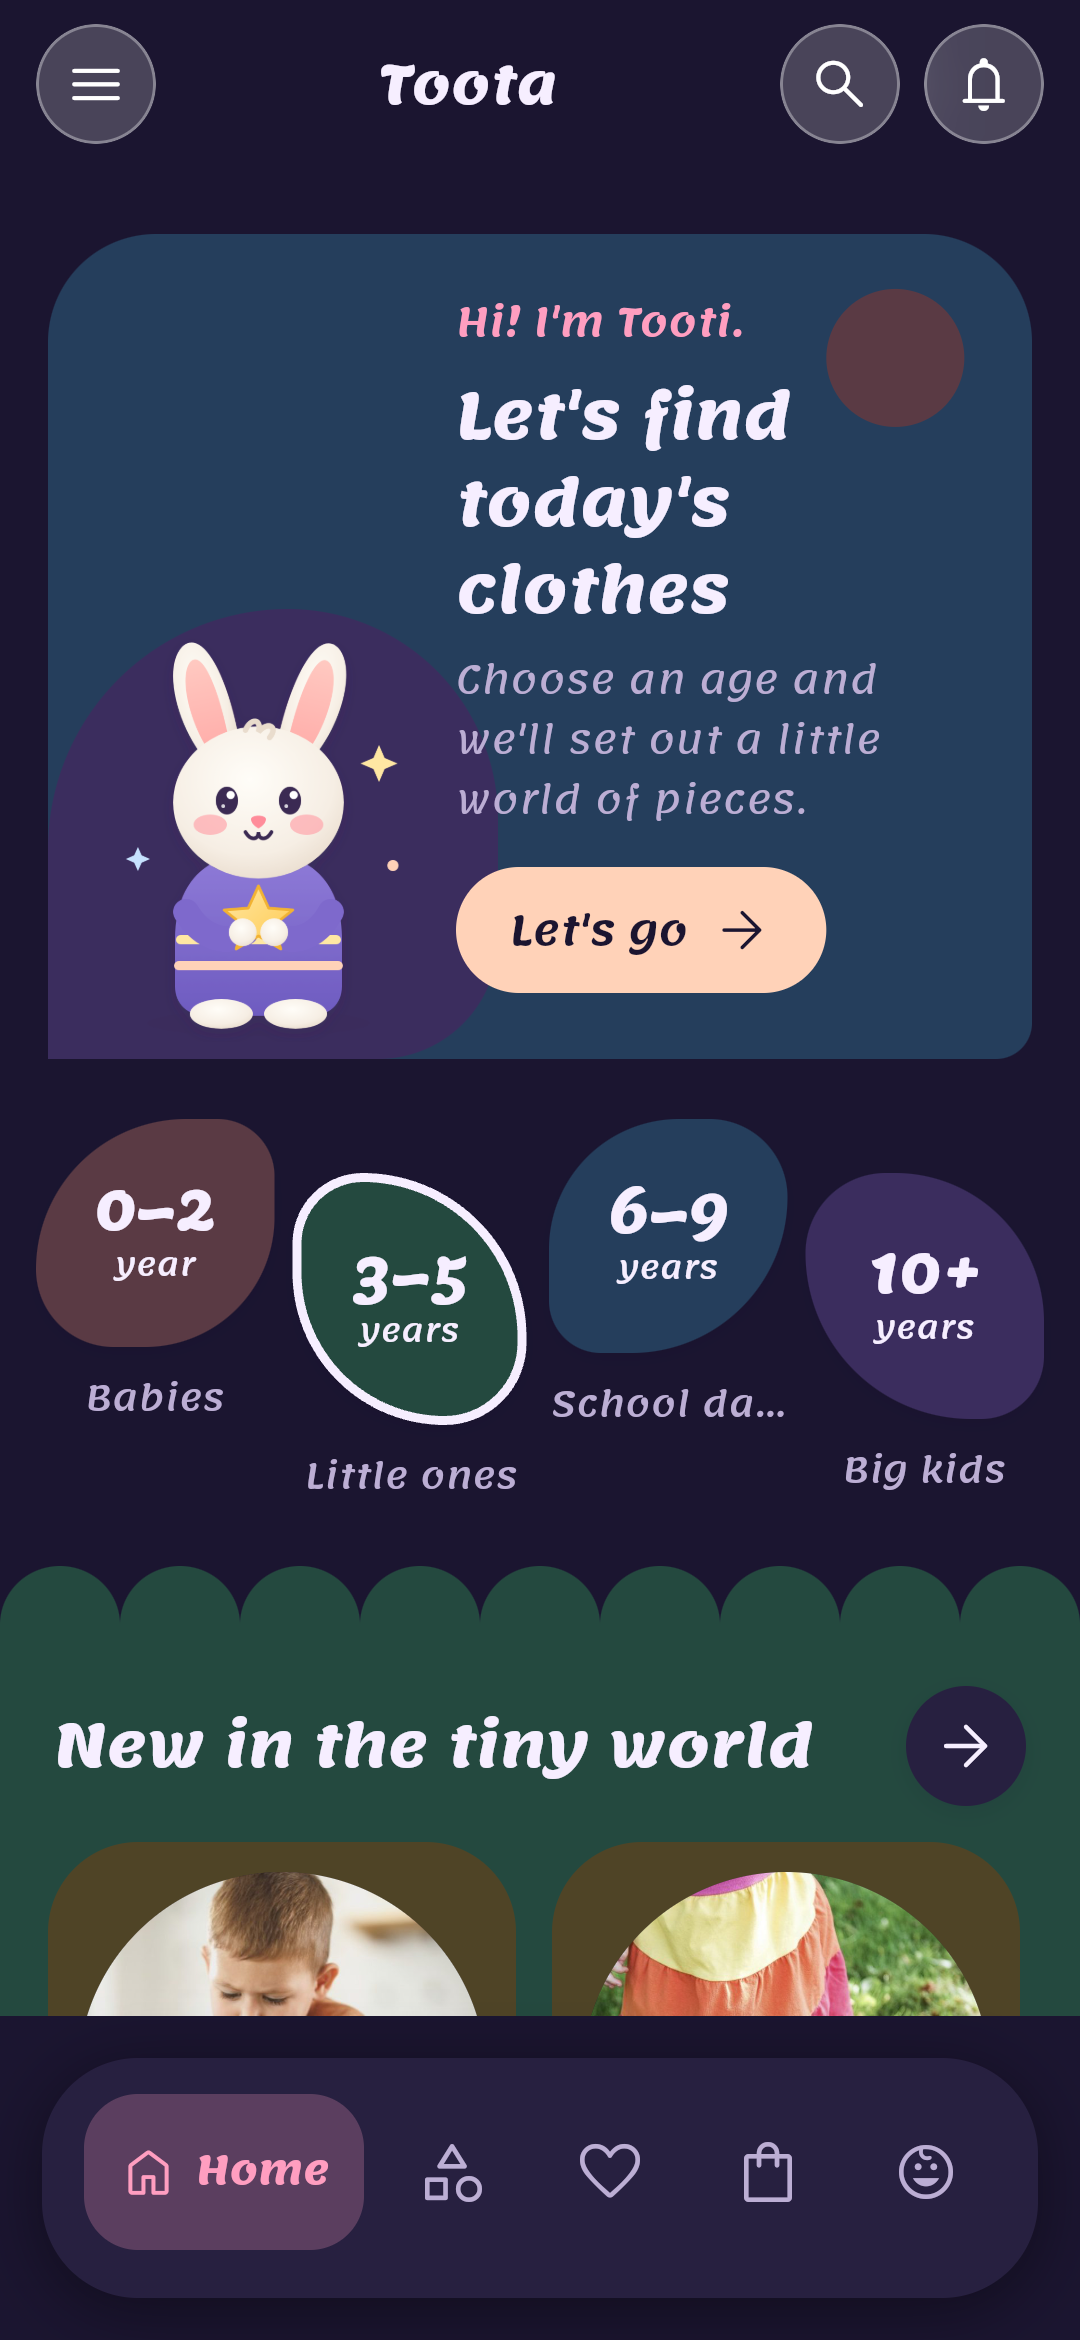 Toota
Hi! I'm Tooti.
Let's find
today's
clothes
Choose an age and
we'll set out a little
world of pieces.
Let's go
0–2
year
Babies
3–5
years
Little ones
6–9
years
School da...
10+
years
Big kids
New in the tiny world
Home